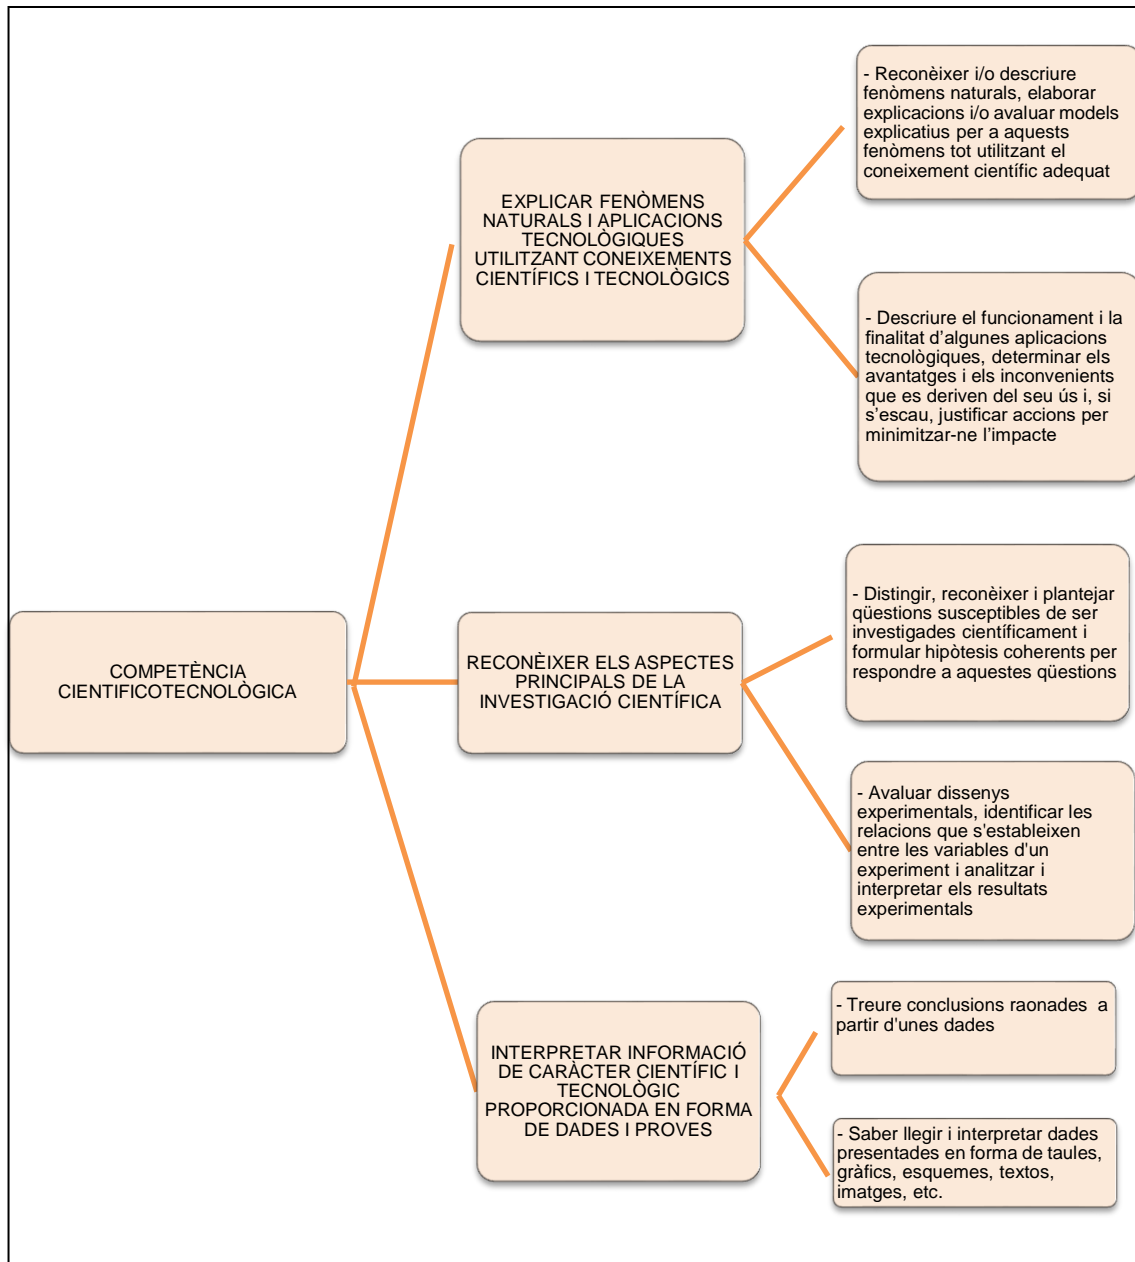 COMPETÈNCIA
CIENTIFICOTECNOLÒGICA
EXPLICAR FENÒMENS
NATURALS I APLICACIONS
TECNOLÒGIQUES
UTILITZANT CONEIXEMENTS
CIENTÍFICS I TECNOLÒGICS
- Reconèixer i/o descriure
fenòmens naturals, elaborar
explicacions i/o avaluar models
explicatius per a aquests
fenòmens tot utilitzant el
coneixement científic adequat
- Descriure el funcionament i la
finalitat d’algunes aplicacions
tecnològiques, determinar els
avantatges i els inconvenients
que es deriven del seu ús i, si
s’escau, justificar accions per
minimitzar-ne l’impacte
RECONÈIXER ELS ASPECTES
PRINCIPALS DE LA
INVESTIGACIÓ CIENTÍFICA
- Distingir, reconèixer i plantejar
qüestions susceptibles de ser
investigades científicament i
formular hipòtesis coherents per
respondre a aquestes qüestions
- Avaluar dissenys
experimentals, identificar les
relacions que s'estableixen
entre les variables d’un
experiment i analitzar i
interpretar els resultats
experimentals
INTERPRETAR INFORMACIÓ
DE CARÀCTER CIENTÍFIC I
TECNOLÒGIC
PROPORCIONADA EN FORMA
DE DADES I PROVES
- Treure conclusions raonades a
partir d'unes dades
- Saber llegir i interpretar dades
presentades en forma de taules,
gràfics, esquemes, textos,
imatges, etc.